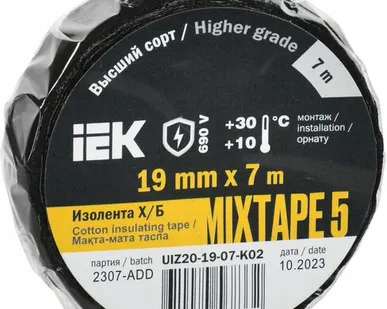 Высший сорт / Higher grade
7 m
IEK
690 V
+30 °C
+10
монтаж /
installation /
орнату
19 mm x 7 m
Изолента Х/Б
Cotton insulating tape /
Мақта-мата таспа
MIXTAPE 5
партия / batch
2307-ADD
UIZ20-19-07-K02
дата / date
10.2023